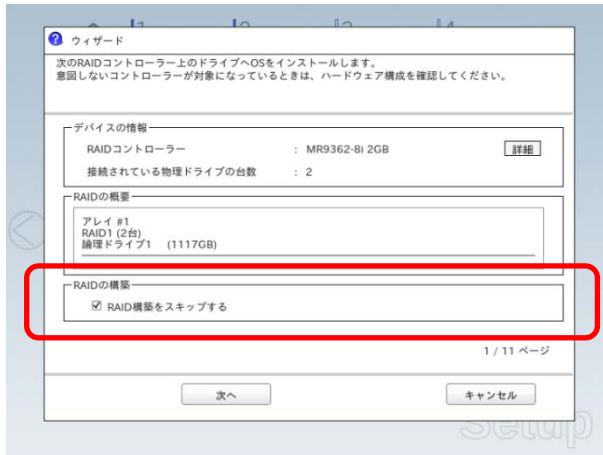 1 2 3 4
ウィザード
次のRAIDコントローラー上のドライブへOSをインストールします。
意図しないコントローラーが対象になっているときは、ハードウェア構成を確認してください。
デバイスの情報
RAIDコントローラー : MR9362-8i 2GB 詳細
接続されている物理ドライブの台数 : 2
RAIDの概要
アレイ #1
RAID1 (2台)
論理ドライブ1 (1117GB)
RAIDの構築
RAID構築をスキップする
1 / 11 ページ
次へ キャンセル
Setup